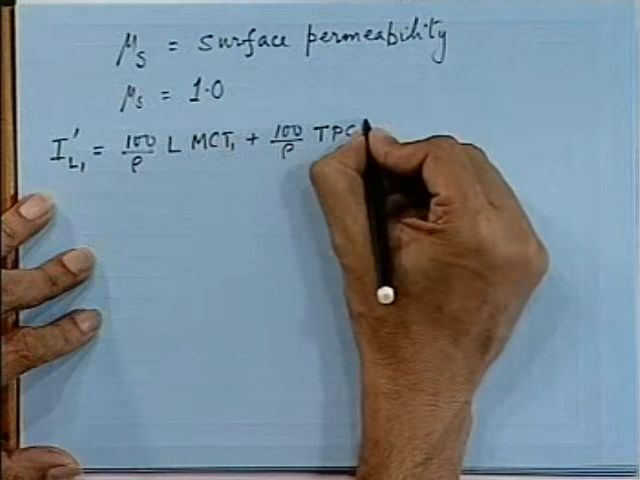 μs = surface permeability
μs = 1.0
I'L₁ = 100/ρ L MCT₁ + 100/ρ TPC